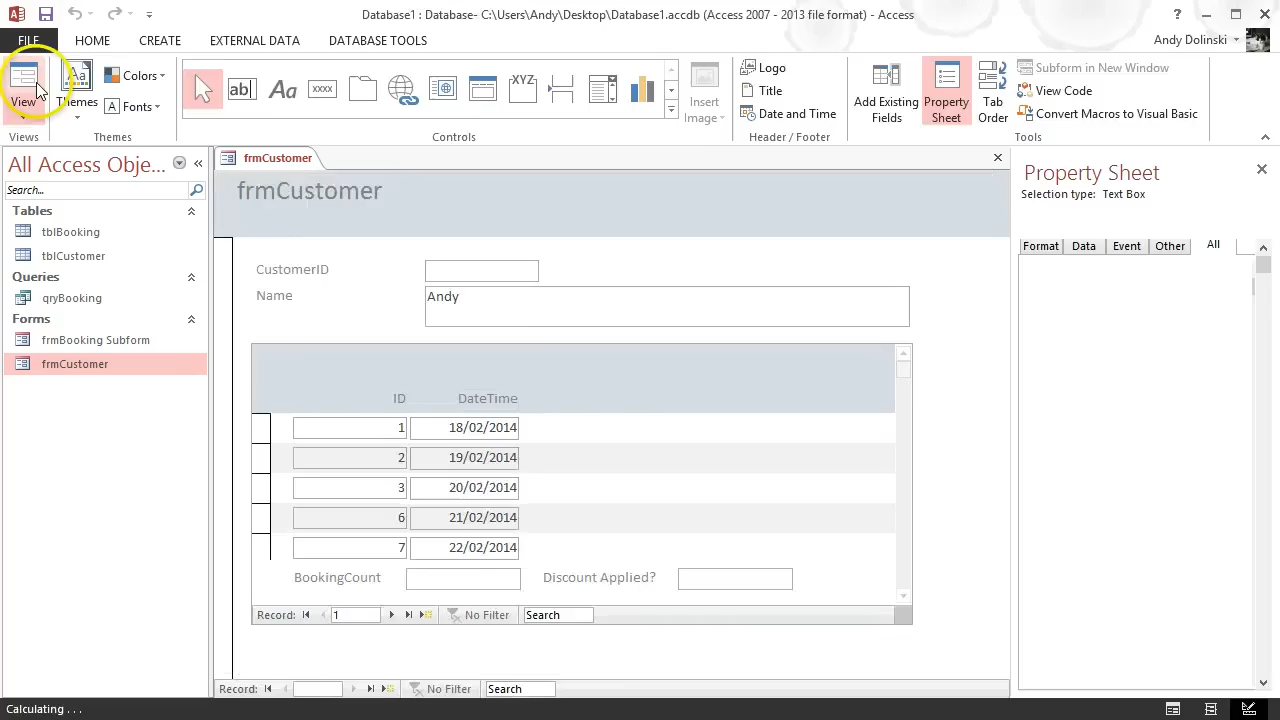 Database1 : Database- C:\Users\Andy\Desktop\Database1.accdb (Access 2007 - 2013 file format) - Access
?
FILE HOME CREATE EXTERNAL DATA DATABASE TOOLS
Andy Dolinski
View
Views
Aa
Themes
Colors
A Fonts
Themes
ab|
Aa
xxxx
XYZ
Controls
Insert
Image
Logo
Title
Date and Time
Header / Footer
Add Existing
Fields
Property
Sheet
Tab
Order
Subform in New Window
View Code
Convert Macros to Visual Basic
Tools
All Access Obje...
Search...
Tables
tblBooking
tblCustomer
Queries
qryBooking
Forms
frmBooking Subform
frmCustomer
frmCustomer
frmCustomer
CustomerID
Name Andy
ID DateTime
1 18/02/2014
2 19/02/2014
3 20/02/2014
6 21/02/2014
7 22/02/2014
BookingCount Discount Applied?
Record: 1 No Filter Search
Record: No Filter Search
Property Sheet
Selection type: Text Box
Format Data Event Other All
Calculating . . .